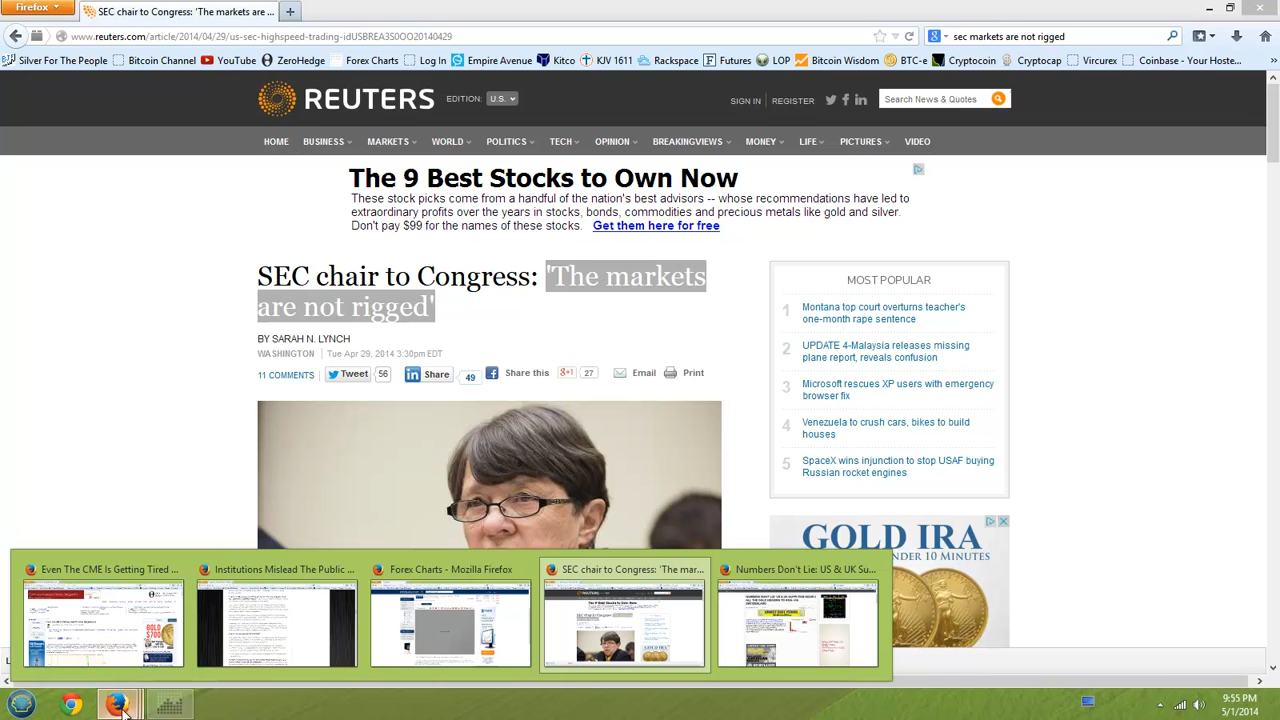 Firefox
SEC chair to Congress: 'The markets are ...
www.reuters.com/article/2014/04/29/us-sec-highspeed-trading-idUSBREA3S0OO20140429
sec markets are not rigged
Silver For The People
Bitcoin Channel
YouTube
ZeroHedge
Forex Charts
Log In
Empire Avenue
Kitco
KJV 1611
Rackspace
Futures
LOP
Bitcoin Wisdom
BTC-e
Cryptocoin
Cryptocap
Vircurex
Coinbase - Your Hoste...
REUTERS
EDITION: U.S.
SIGN IN
REGISTER
Search News & Quotes
HOME
BUSINESS
MARKETS
WORLD
POLITICS
TECH
OPINION
BREAKINGVIEWS
MONEY
LIFE
PICTURES
VIDEO
The 9 Best Stocks to Own Now
These stock picks come from a handful of the nation's best advisors -- whose recommendations have led to
extraordinary profits over the years in stocks, bonds, commodities and precious metals like gold and silver.
Don't pay $99 for the names of these stocks. Get them here for free
SEC chair to Congress: 'The markets
are not rigged'
BY SARAH N. LYNCH
WASHINGTON | Tue Apr 29, 2014 3:30pm EDT
11 COMMENTS
Tweet 56
Share 49
Share this
+1 27
Email
Print
MOST POPULAR
1 Montana top court overturns teacher's
one-month rape sentence
2 UPDATE 4-Malaysia releases missing
plane report, reveals confusion
3 Microsoft rescues XP users with emergency
browser fix
4 Venezuela to crush cars, bikes to build
houses
5 SpaceX wins injunction to stop USAF buying
Russian rocket engines
GOLD IRA
UNDER 10 MINUTES
Even The CME Is Getting Tired ...
Institutions Mislead The Public ...
Forex Charts - Mozilla Firefox
SEC chair to Congress: 'The mar...
Numbers Don't Lie: US & UK Su...
9:55 PM
5/1/2014